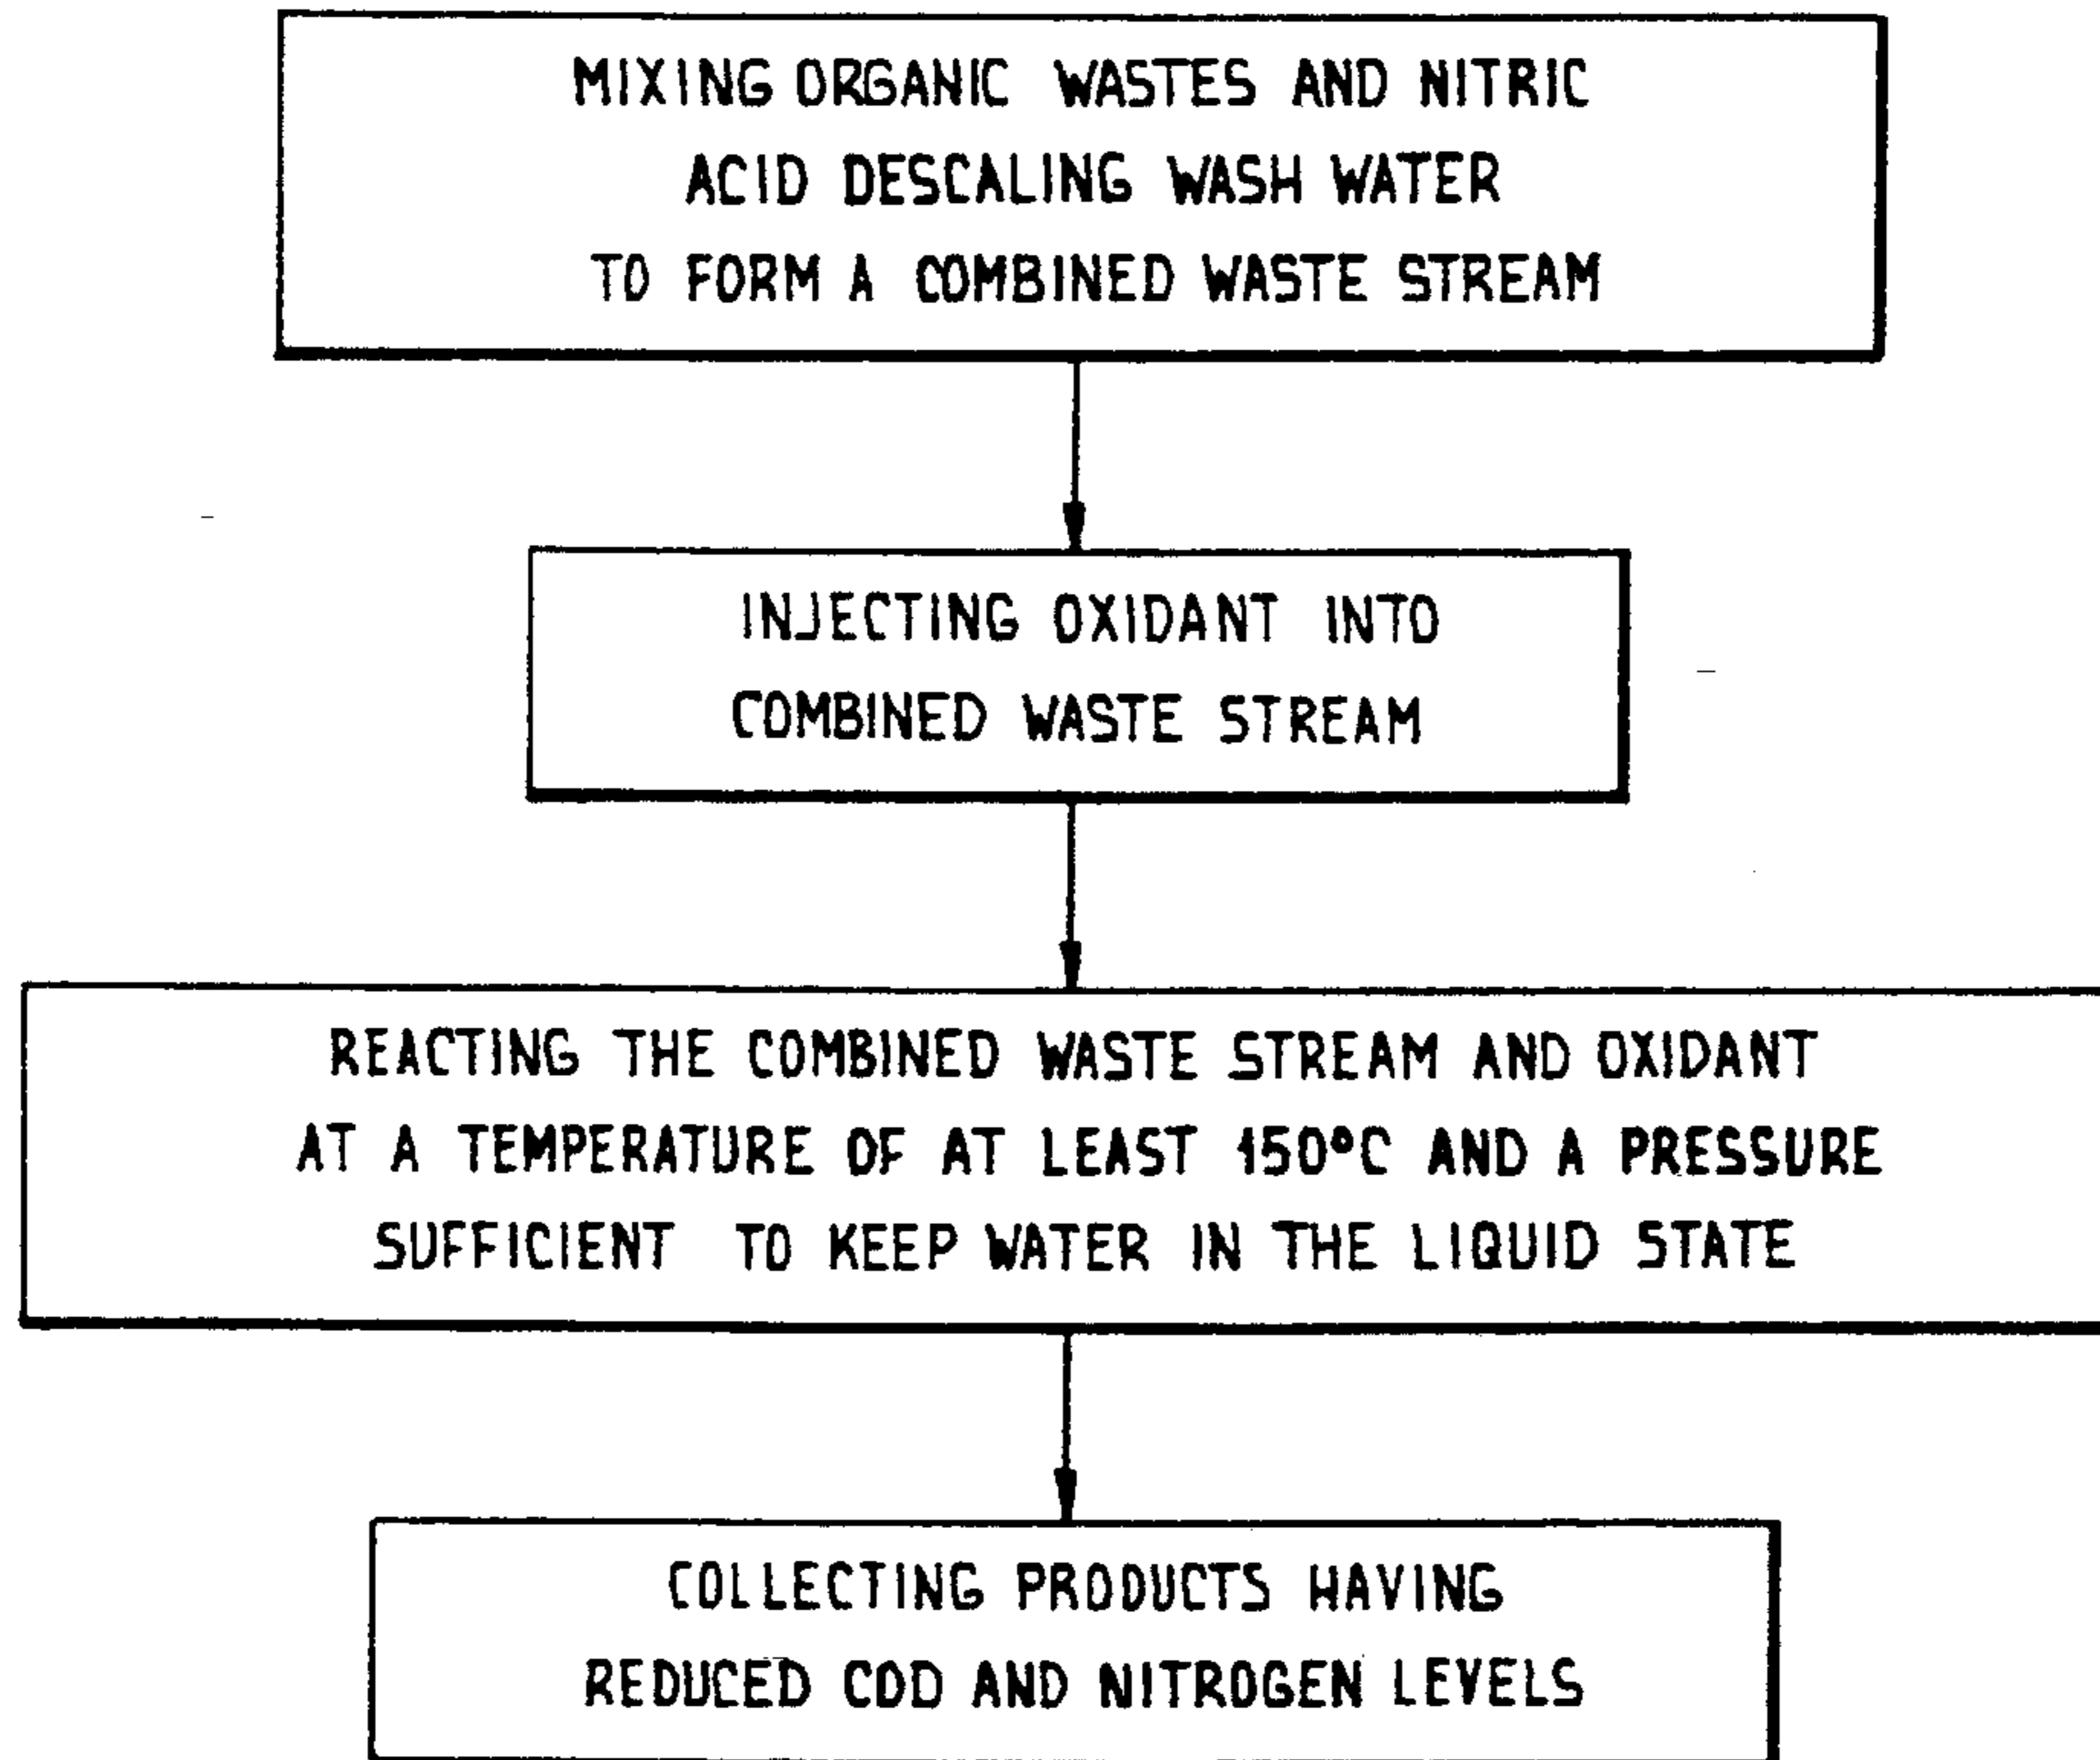 MIXING ORGANIC WASTES AND NITRIC
ACID DESCALING WASH WATER
TO FORM A COMBINED WASTE STREAM
INJECTING OXIDANT INTO
COMBINED WASTE STREAM
REACTING THE COMBINED WASTE STREAM AND OXIDANT
AT A TEMPERATURE OF AT LEAST 150°C AND A PRESSURE
SUFFICIENT TO KEEP WATER IN THE LIQUID STATE
COLLECTING PRODUCTS HAVING
REDUCED COD AND NITROGEN LEVELS